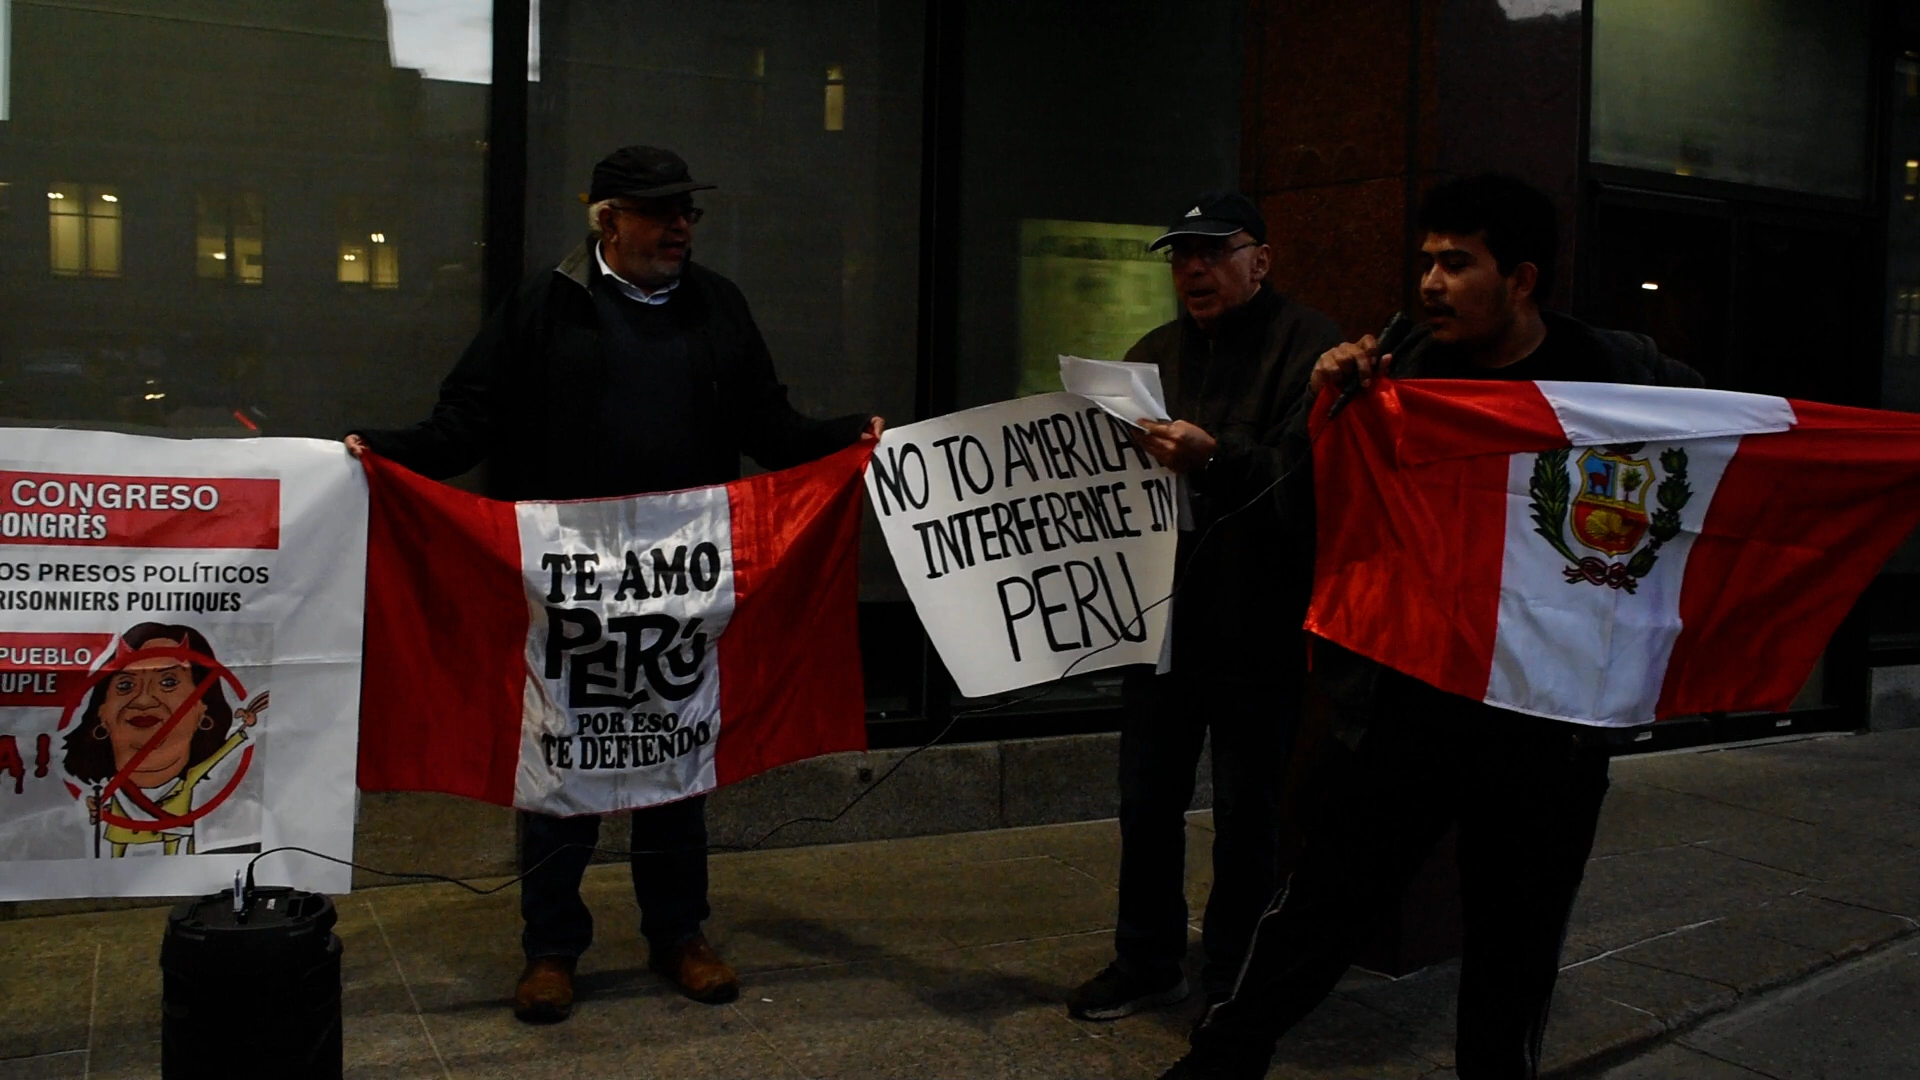 CONGRESO
CONGRÈS
OS PRESOS POLÍTICOS
RISONNIERS POLITIQUES
PUEBLO
UPLE
A!
TE AMO
PERÚ
POR ESO
TE DEFIENDO
NO TO AMERICAN
INTERFERENCE IN
PERU